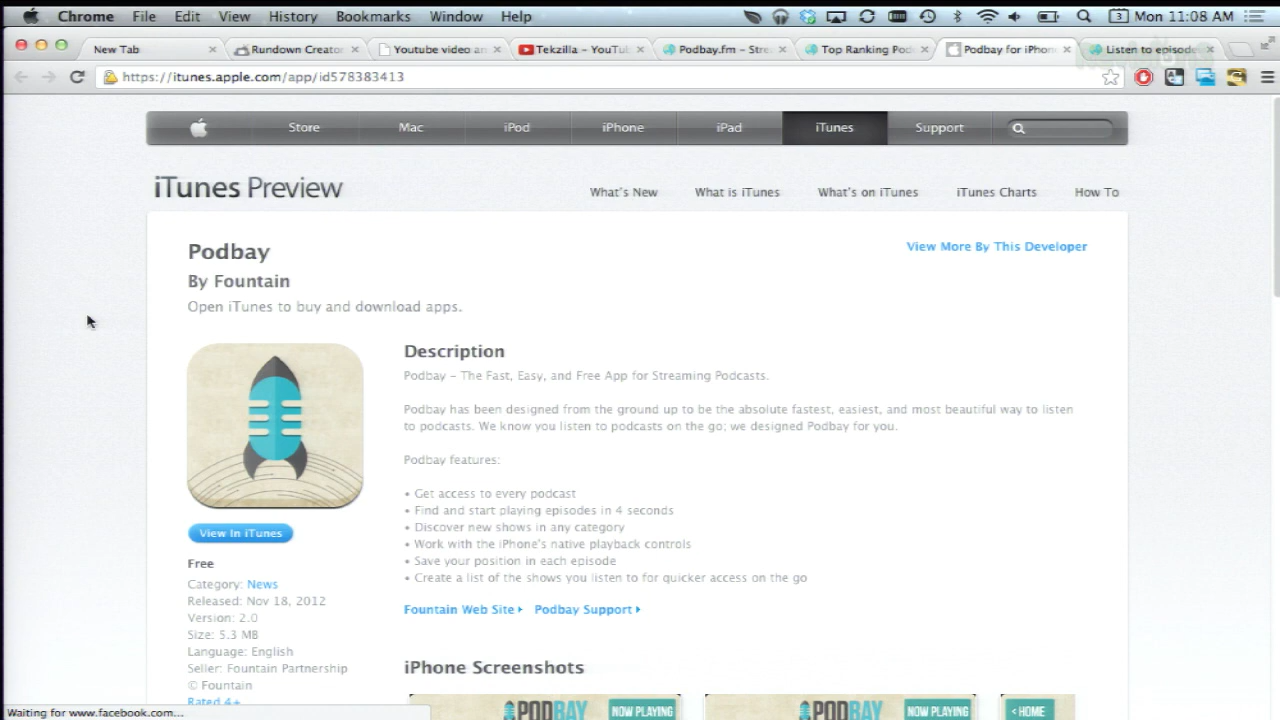 Chrome File Edit View History Bookmarks Window Help
3 Mon 11:08 AM
New Tab
Rundown Creator
Youtube video an
Tekzilla – YouTu
Podbay.fm – Stre
Top Ranking Pod
Podbay for iPhon
Listen to episode
https://itunes.apple.com/app/id578383413
Store Mac iPod iPhone iPad iTunes Support
iTunes Preview
What's New What is iTunes What's on iTunes iTunes Charts How To
Podbay
View More By This Developer
By Fountain
Open iTunes to buy and download apps.
Description
Podbay – The Fast, Easy, and Free App for Streaming Podcasts.
Podbay has been designed from the ground up to be the absolute fastest, easiest, and most beautiful way to listen
to podcasts. We know you listen to podcasts on the go; we designed Podbay for you.
Podbay features:
• Get access to every podcast
• Find and start playing episodes in 4 seconds
• Discover new shows in any category
• Work with the iPhone's native playback controls
• Save your position in each episode
• Create a list of the shows you listen to for quicker access on the go
Fountain Web Site
Podbay Support
View In iTunes
Free
Category: News
Released: Nov 18, 2012
Version: 2.0
Size: 5.3 MB
Language: English
Seller: Fountain Partnership
© Fountain
Rated 4+
iPhone Screenshots
PODBAY NOW PLAYING
PODBAY NOW PLAYING
< HOME
Waiting for www.facebook.com...